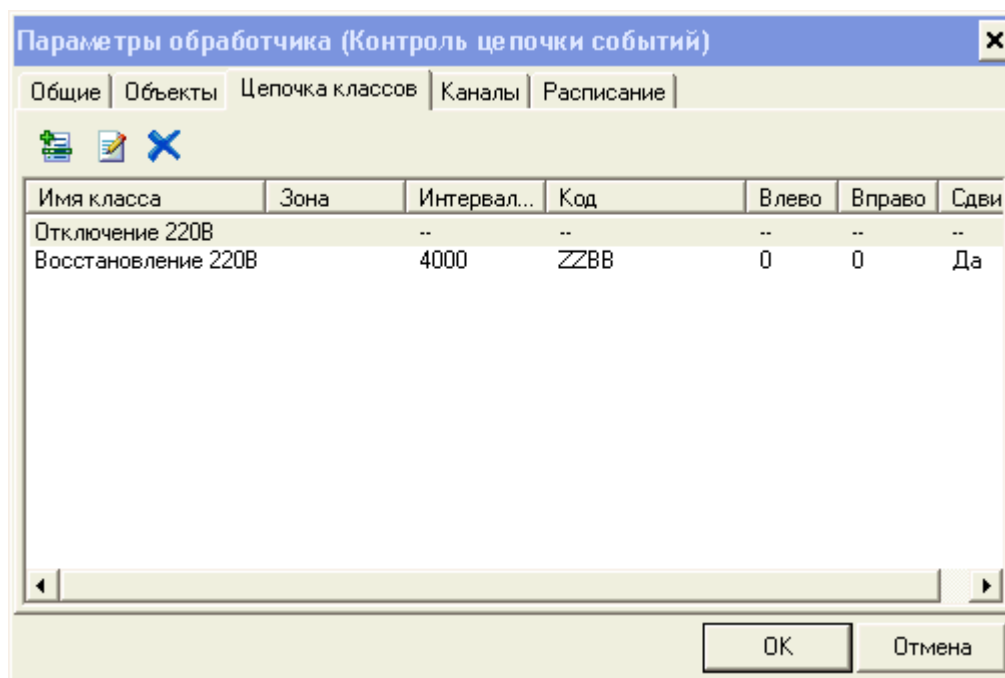 Параметры обработчика (Контроль цепочки событий)
Общие Объекты Цепочка классов Каналы Расписание
Имя класса Зона Интервал... Код Влево Вправо Сдви
Отключение 220В -- -- -- -- --
Восстановление 220В 4000 ZZBB 0 0 Да
OK Отмена